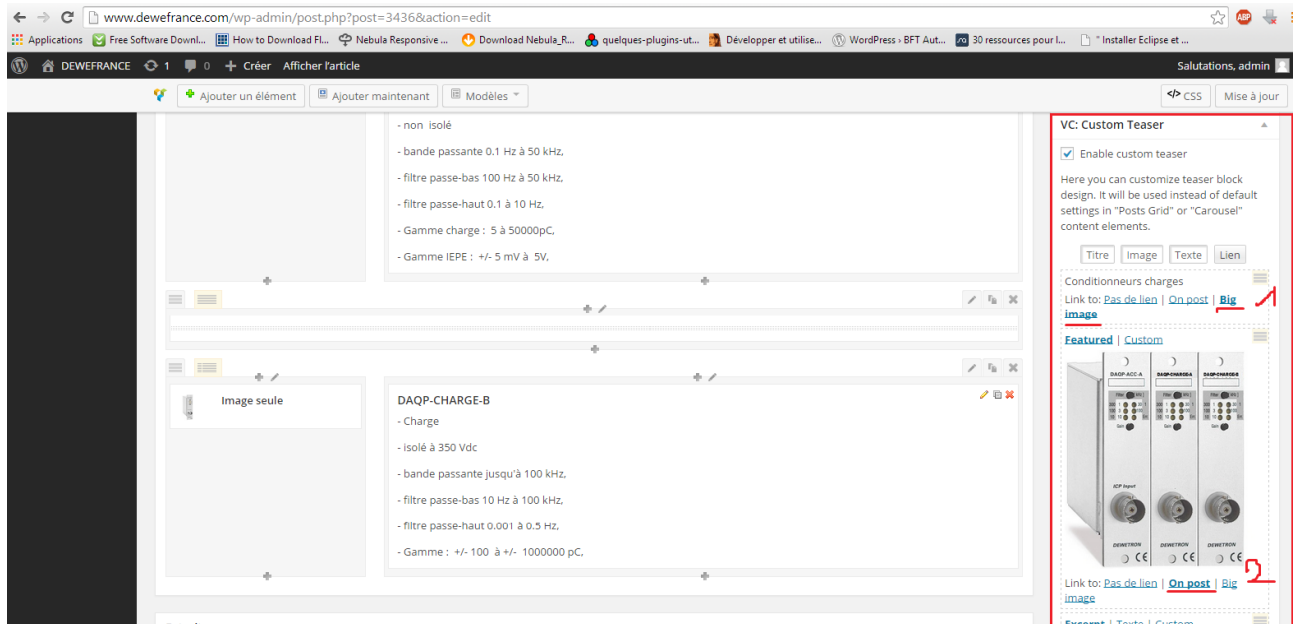 www.dewefrance.com/wp-admin/post.php?post=3436&action=edit
ABP
Applications Free Software Downl... How to Download Fl... Nebula Responsive ... Download Nebula_R... quelques-plugins-ut... Développer et utilise... WordPress › BFT Aut... 30 ressources pour l... * Installer Eclipse et ...
DEWEFRANCE 1 0 + Créer Afficher l'article Salutations, admin
Ajouter un élément Ajouter maintenant Modèles </> CSS Mise à jour
- non isolé
- bande passante 0.1 Hz à 50 kHz,
- filtre passe-bas 100 Hz à 50 kHz,
- filtre passe-haut 0.1 à 10 Hz,
- Gamme charge : 5 à 50000pC,
- Gamme IEPE : +/- 5 mV à 5V,
Image seule
DAQP-CHARGE-B
- Charge
- isolé à 350 Vdc
- bande passante jusqu'à 100 kHz,
- filtre passe-bas 10 Hz à 100 kHz,
- filtre passe-haut 0.001 à 0.5 Hz,
- Gamme : +/- 100 à +/- 1000000 pC,
VC: Custom Teaser
Enable custom teaser
Here you can customize teaser block
design. It will be used instead of default
settings in "Posts Grid" or "Carousel"
content elements.
Titre Image Texte Lien
Conditionneurs charges
Link to: Pas de lien | On post | Big 1
image
Featured | Custom
DAQP-ACC-A DAQP-CHARGE-A DAQP-CHARGE-B
ICP Input
DEWETRON DEWETRON DEWETRON
CE CE CE
2
Link to: Pas de lien | On post | Big
image
Excerpt | Texte | Custom